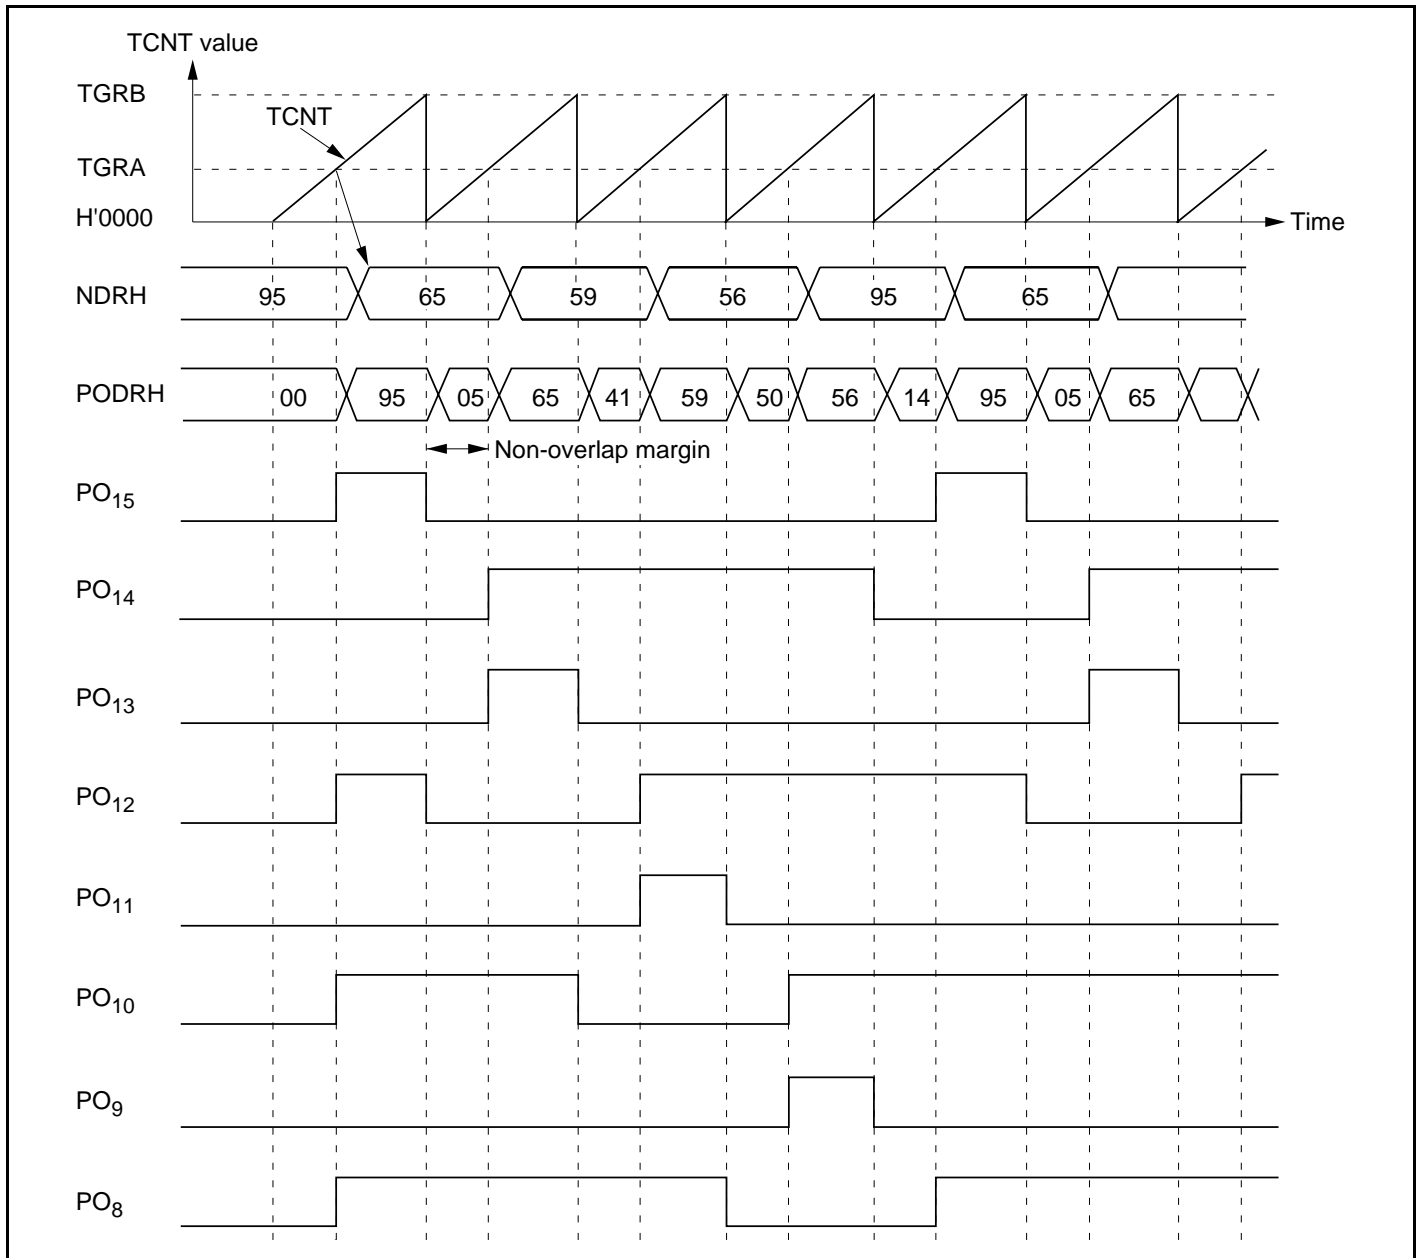 TCNT value
TGRB
TCNT
TGRA
H'0000
Time
NDRH 95 65 59 56 95 65
PODRH 00 95 05 65 41 59 50 56 14 95 05 65
Non-overlap margin
PO15
PO14
PO13
PO12
PO11
PO10
PO9
PO8